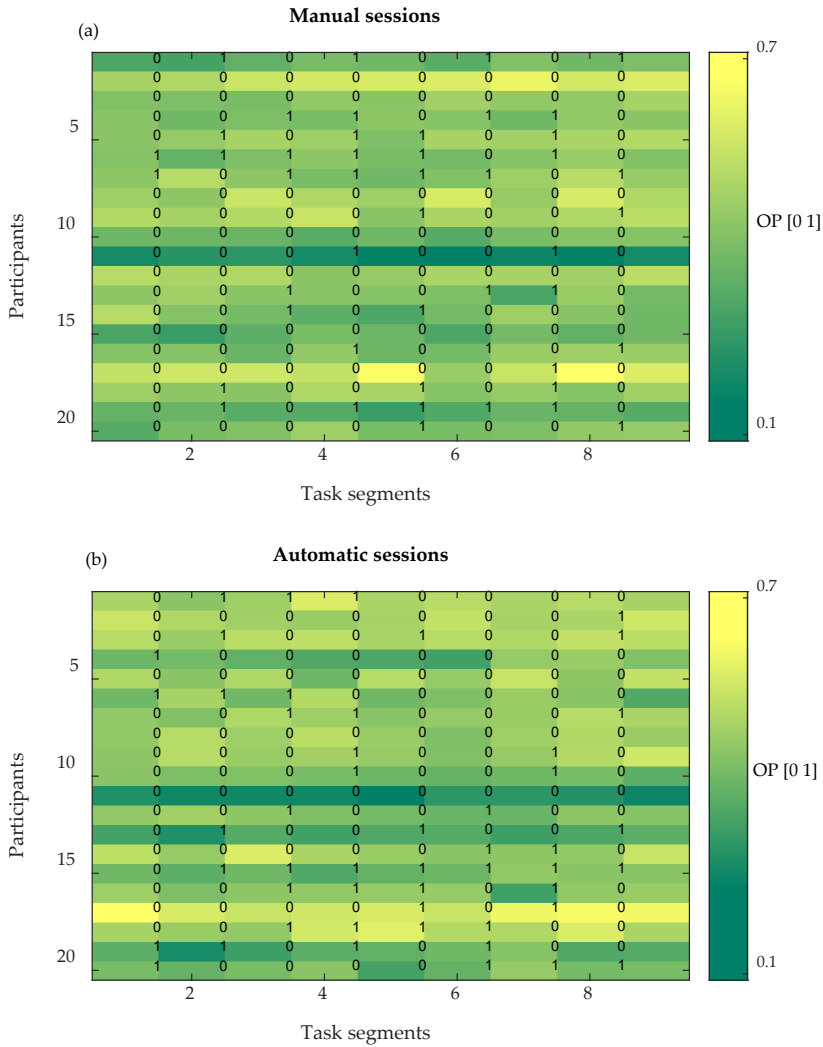 Manual sessions
(a)
0 1 0 1 0 1 0 1
0 0 0 0 0 0 0 0
0 0 0 0 0 0 0 0
0 0 1 1 0 1 1 0
5 0 1 0 1 1 0 1 0
1 1 1 1 1 0 1 0
1 0 1 1 1 1 0 1
0 0 0 0 0 0 0 0
0 0 0 0 1 0 0 1
10 0 0 0 0 0 0 0 0
0 0 0 1 0 0 1 0
0 0 0 0 0 0 0 0
0 0 1 0 0 1 1 0
0 0 1 0 1 0 0 0
15 0 0 0 0 0 0 0 0
0 0 0 1 0 1 0 1
0 0 0 0 0 0 1 0
0 1 0 0 1 0 1 0
0 1 0 1 1 1 1 0
20 0 0 0 0 1 0 0 1
2 4 6 8
Participants
Task segments
0.7
OP [0 1]
0.1
Automatic sessions
(b)
0 1 1 1 0 0 0 0
0 0 0 0 0 0 0 1
0 1 0 0 1 0 0 0
1 0 0 0 0 0 0 0
5 0 0 0 0 0 0 0 0
1 1 1 0 0 0 0 0
0 0 1 1 0 0 0 1
0 0 0 0 0 0 0 0
0 0 0 1 0 0 1 0
10 0 0 0 1 0 0 1 0
0 0 0 0 0 0 0 0
0 0 1 0 0 1 0 0
0 1 0 0 1 0 0 1
0 0 0 0 0 1 1 0
15 0 1 1 1 1 1 1 1
0 0 1 1 1 0 1 0
0 0 0 0 0 0 1 1
0 0 1 1 1 0 0 0
1 1 0 0 1 1 0 0
20 1 0 0 1 0 1 1 1
2 4 6 8
Participants
Task segments
0.7
OP [0 1]
0.1